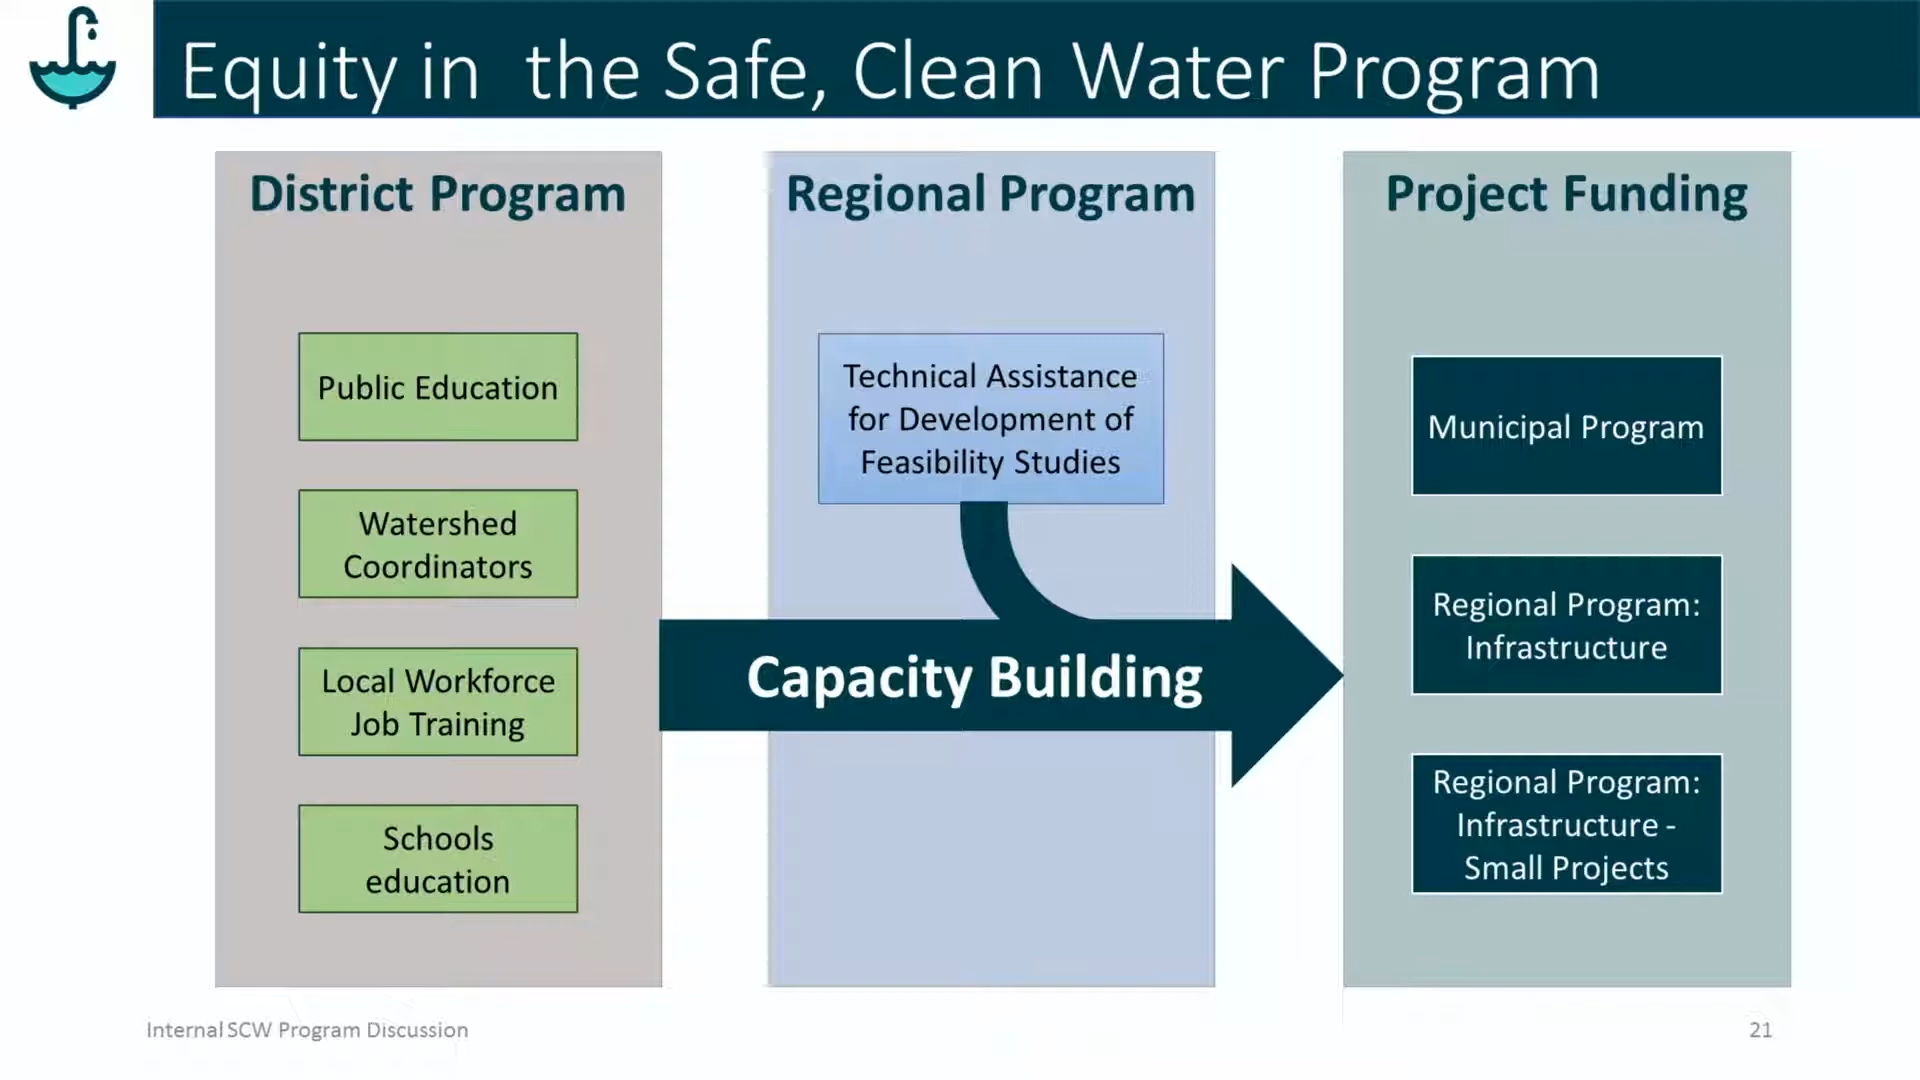 Equity in the Safe, Clean Water Program
District Program
Public Education
Watershed
Coordinators
Local Workforce
Job Training
Schools
education
Regional Program
Technical Assistance
for Development of
Feasibility Studies
Capacity Building
Project Funding
Municipal Program
Regional Program:
Infrastructure
Regional Program:
Infrastructure -
Small Projects
Internal SCW Program Discussion
21